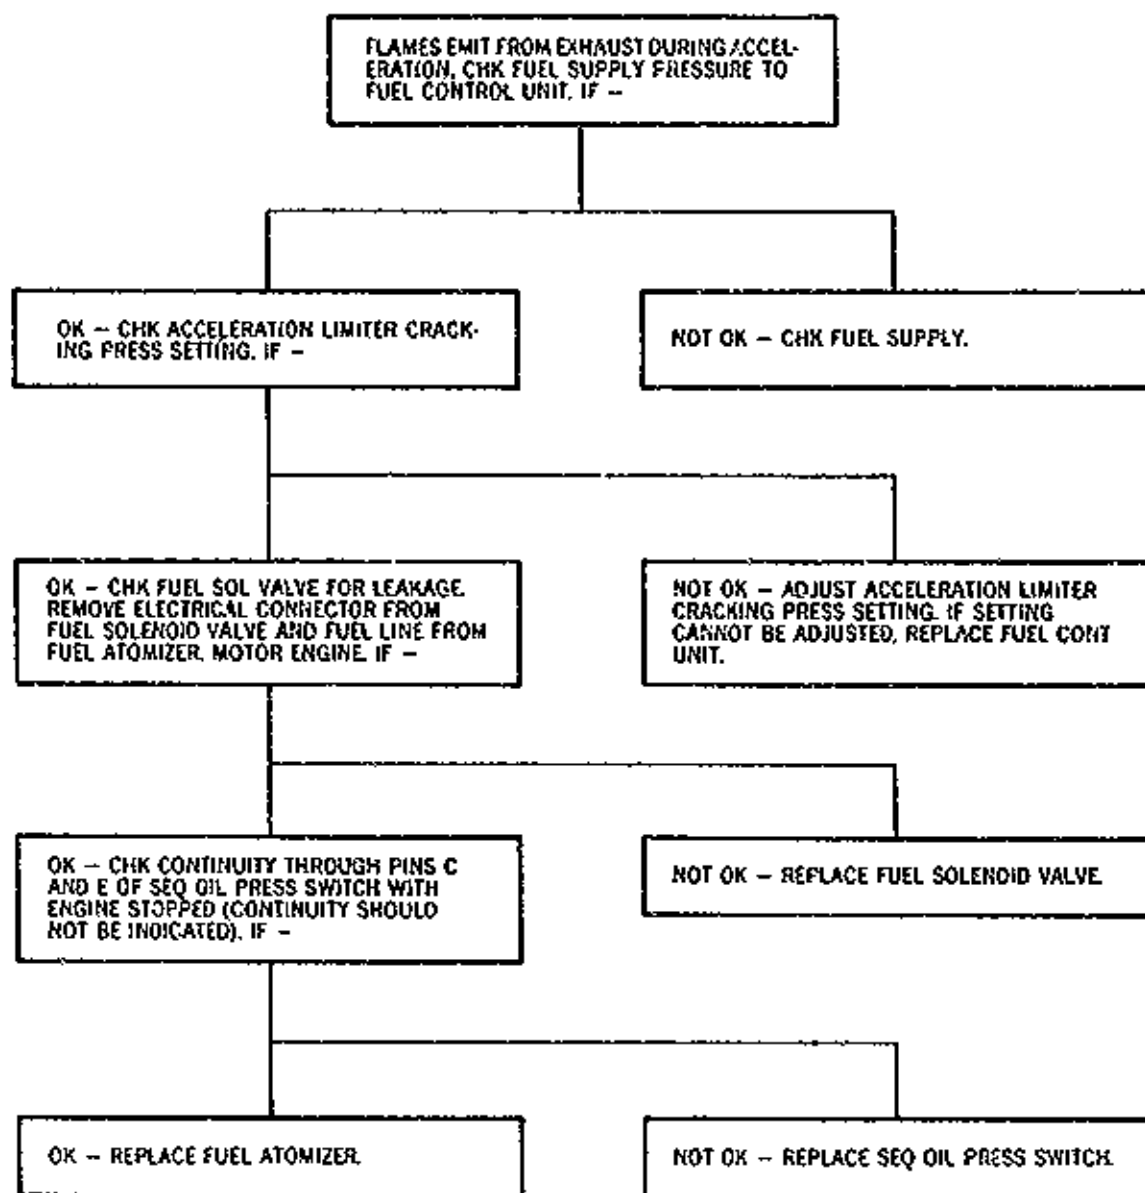 FLAMES EMIT FROM EXHAUST DURING ACCEL-
ERATION, CHK FUEL SUPPLY PRESSURE TO
FUEL CONTROL UNIT. IF –
OK – CHK ACCELERATION LIMITER CRACK-
ING PRESS SETTING. IF –
NOT OK – CHK FUEL SUPPLY.
OK – CHK FUEL SOL VALVE FOR LEAKAGE.
REMOVE ELECTRICAL CONNECTOR FROM
FUEL SOLENOID VALVE AND FUEL LINE FROM
FUEL ATOMIZER. MOTOR ENGINE. IF –
NOT OK – ADJUST ACCELERATION LIMITER
CRACKING PRESS SETTING. IF SETTING
CANNOT BE ADJUSTED, REPLACE FUEL CONT
UNIT.
OK – CHK CONTINUITY THROUGH PINS C
AND E OF SEQ OIL PRESS SWITCH WITH
ENGINE STOPPED (CONTINUITY SHOULD
NOT BE INDICATED). IF –
NOT OK – REPLACE FUEL SOLENOID VALVE.
OK – REPLACE FUEL ATOMIZER.
NOT OK – REPLACE SEQ OIL PRESS SWITCH.